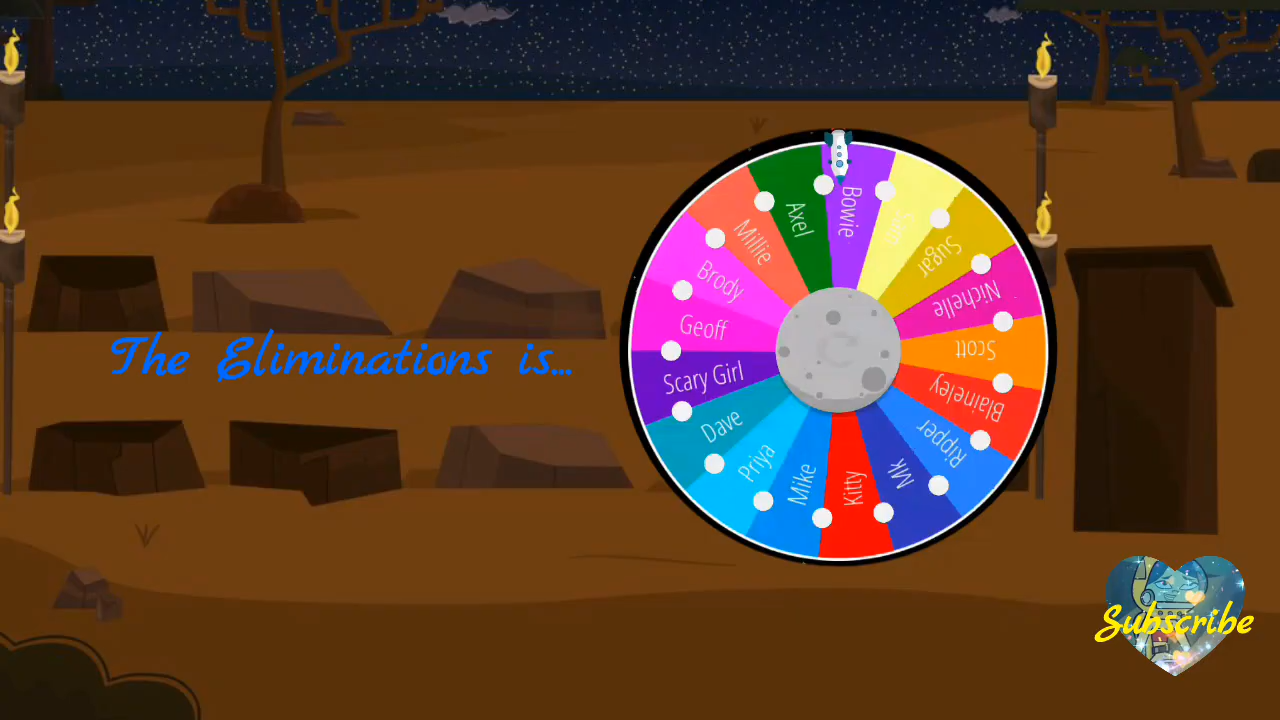 The Eliminations is...
Bowie
Sugar
Nichelle
Scott
Blaineley
Ripper
MK
Kitty
Mike
Priya
Dave
Scary Girl
Geoff
Brody
Millie
Axel
Subscribe